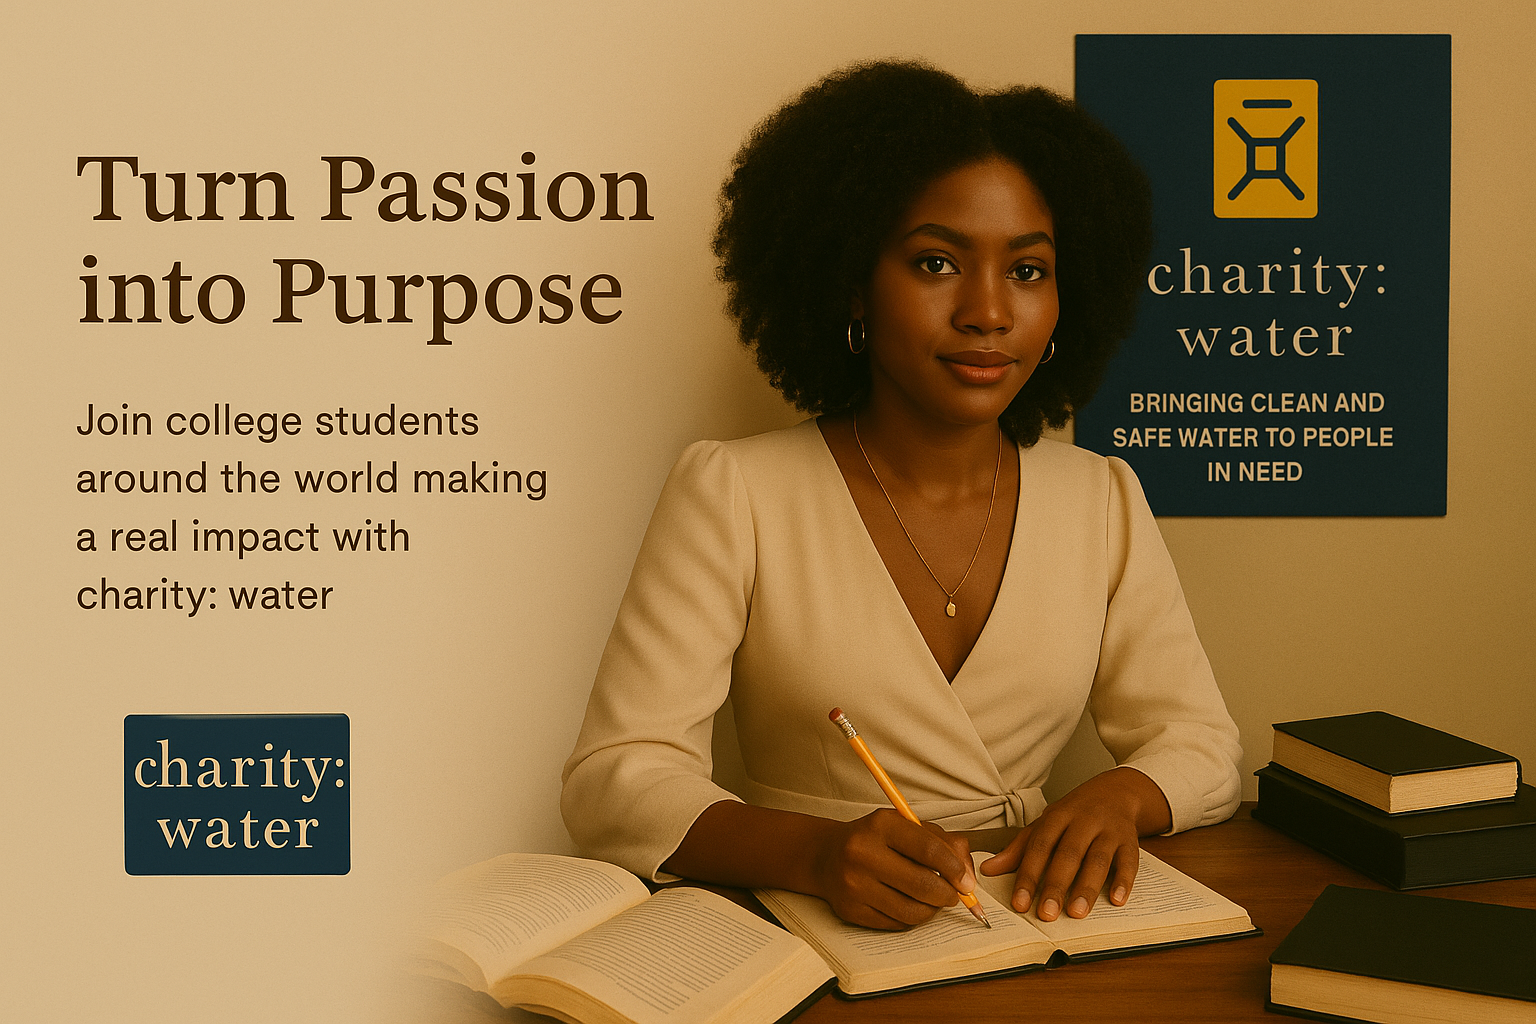 Turn Passion
into Purpose
Join college students
around the world making
a real impact with
charity: water
charity:
water
charity:
water
BRINGING CLEAN AND
SAFE WATER TO PEOPLE
IN NEED